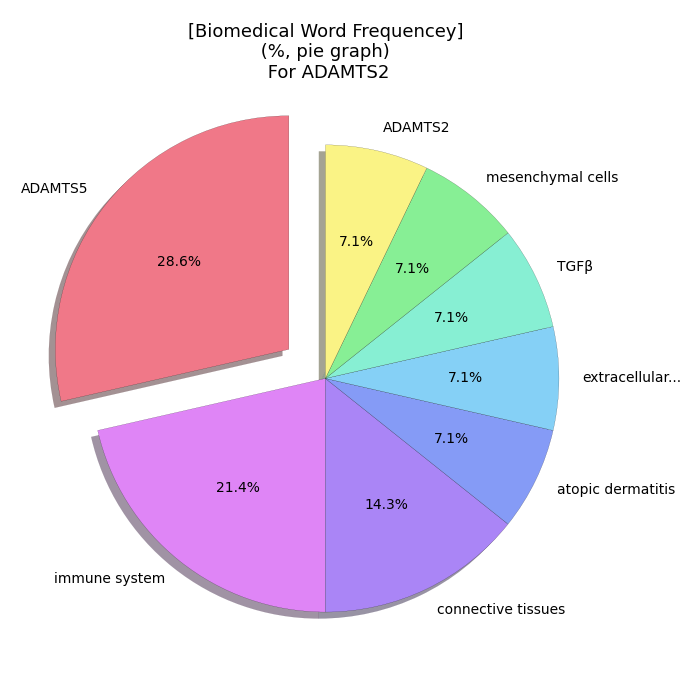 [Biomedical Word Frequencey]
(%, pie graph)
For ADAMTS2
ADAMTS2
mesenchymal cells
ADAMTS5
7.1%
28.6%
7.1%
TGFβ
7.1%
7.1%
extracellular...
7.1%
21.4%
14.3%
atopic dermatitis
immune system
connective tissues